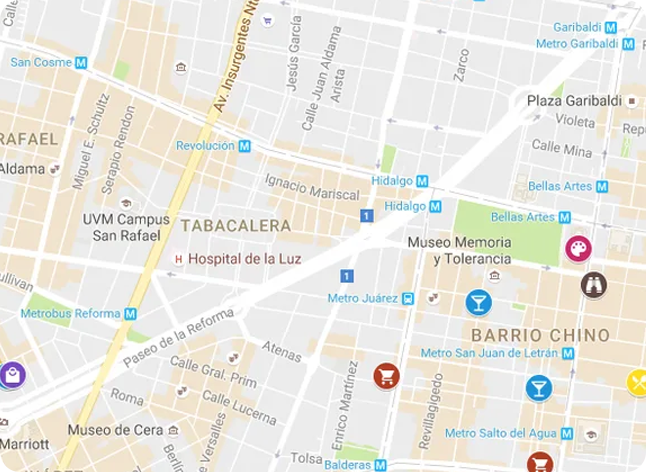 Calle
Av. Insurgentes Nte
Jesús García
Calle Juan Aldama
Arista
Zarco
Garibaldi M
Metro Garibaldi M
San Cosme M
Plaza Garibaldi
Violeta
Calle Mina
RAFAEL
Aldama
Miguel E. Schultz
Serapio Rendon
Revolución M
Ignacio Mariscal
Hidalgo M
Hidalgo M
Bellas Artes M
Bellas Artes M
1
UVM Campus
San Rafael
TABACALERA
H Hospital de la Luz
Museo Memoria
y Tolerancia
1
Metro Juárez
Metrobus Reforma M
Paseo de la Reforma
BARRIO CHINO
Metro San Juan de Letrán M
Atenas
Calle Gral. Prim
Calle Lucerna
Roma
Enrico Martínez
Revillagigedo
Museo de Cera
Marriott
Metro Salto del Agua M
Tolsa
Balderas M